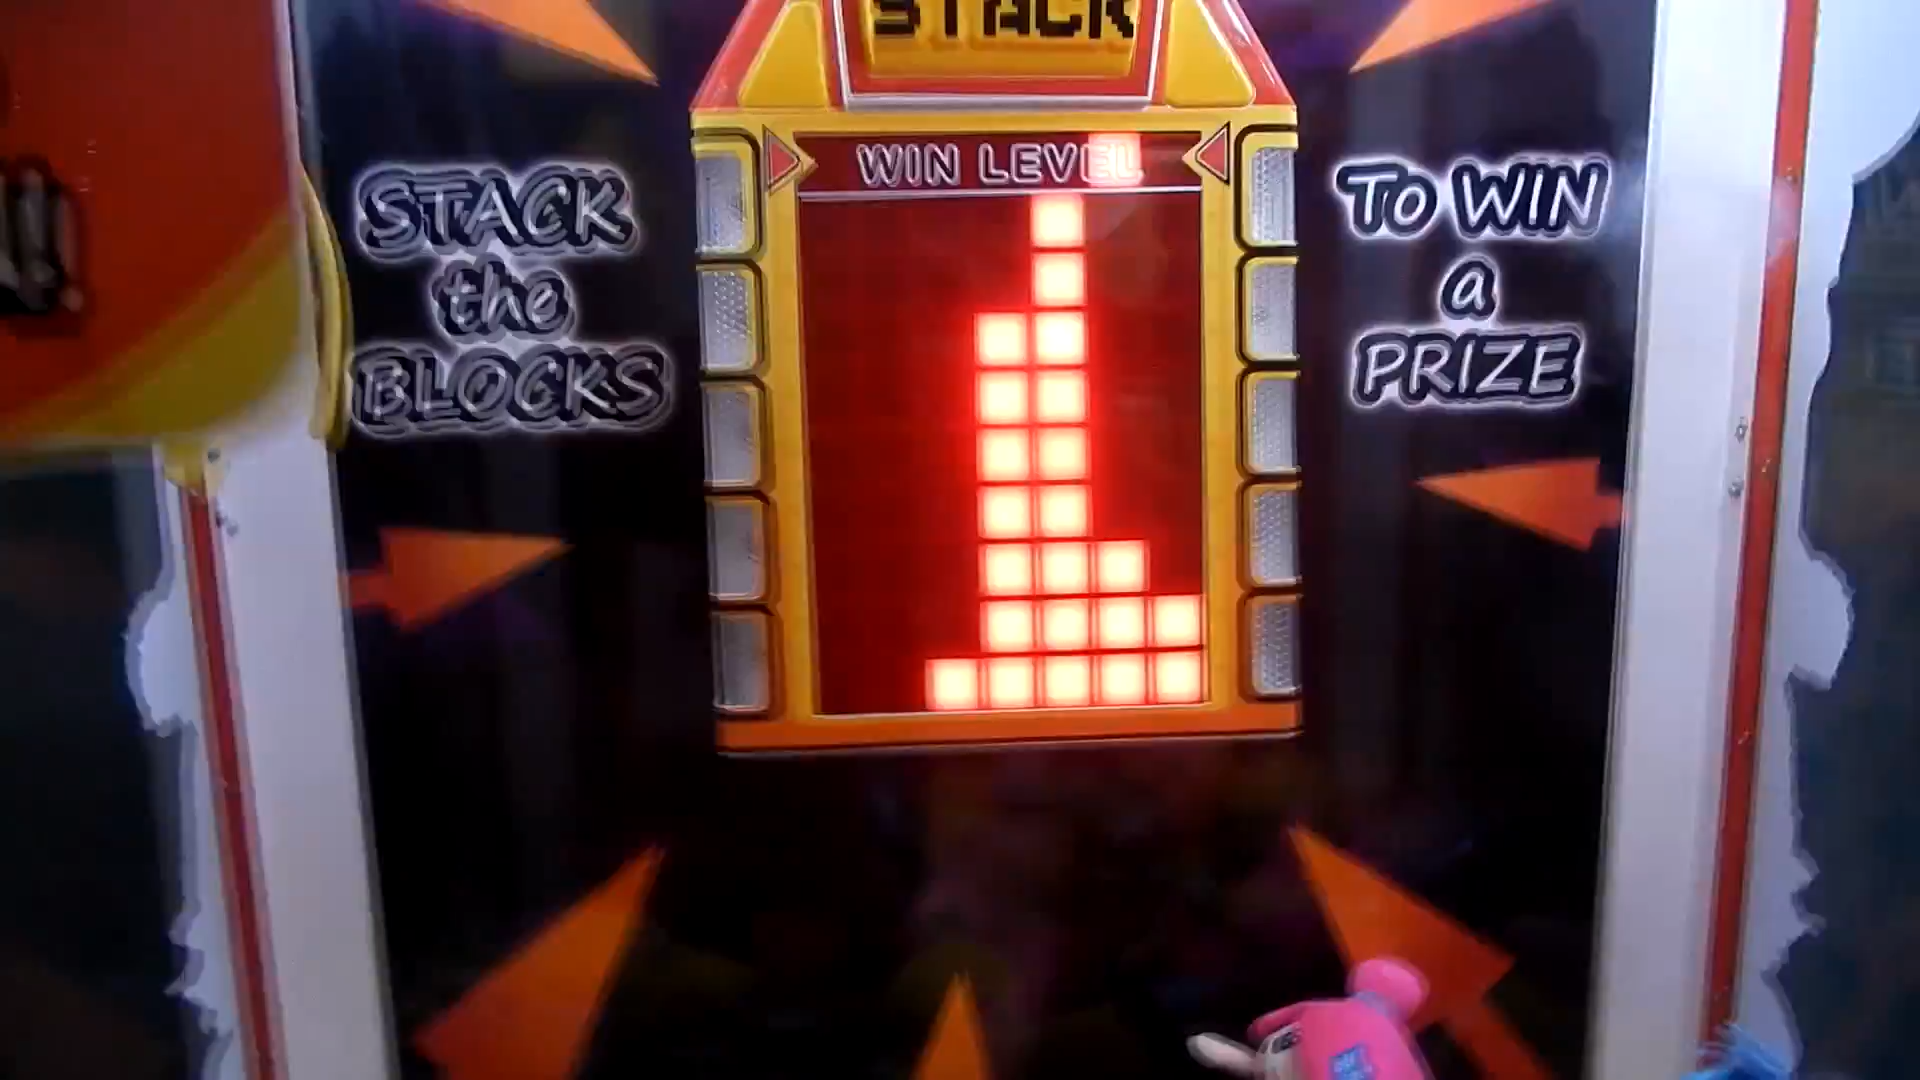 STACK
WIN LEVEL
STACK
the
BLOCKS
To WIN
a
PRIZE